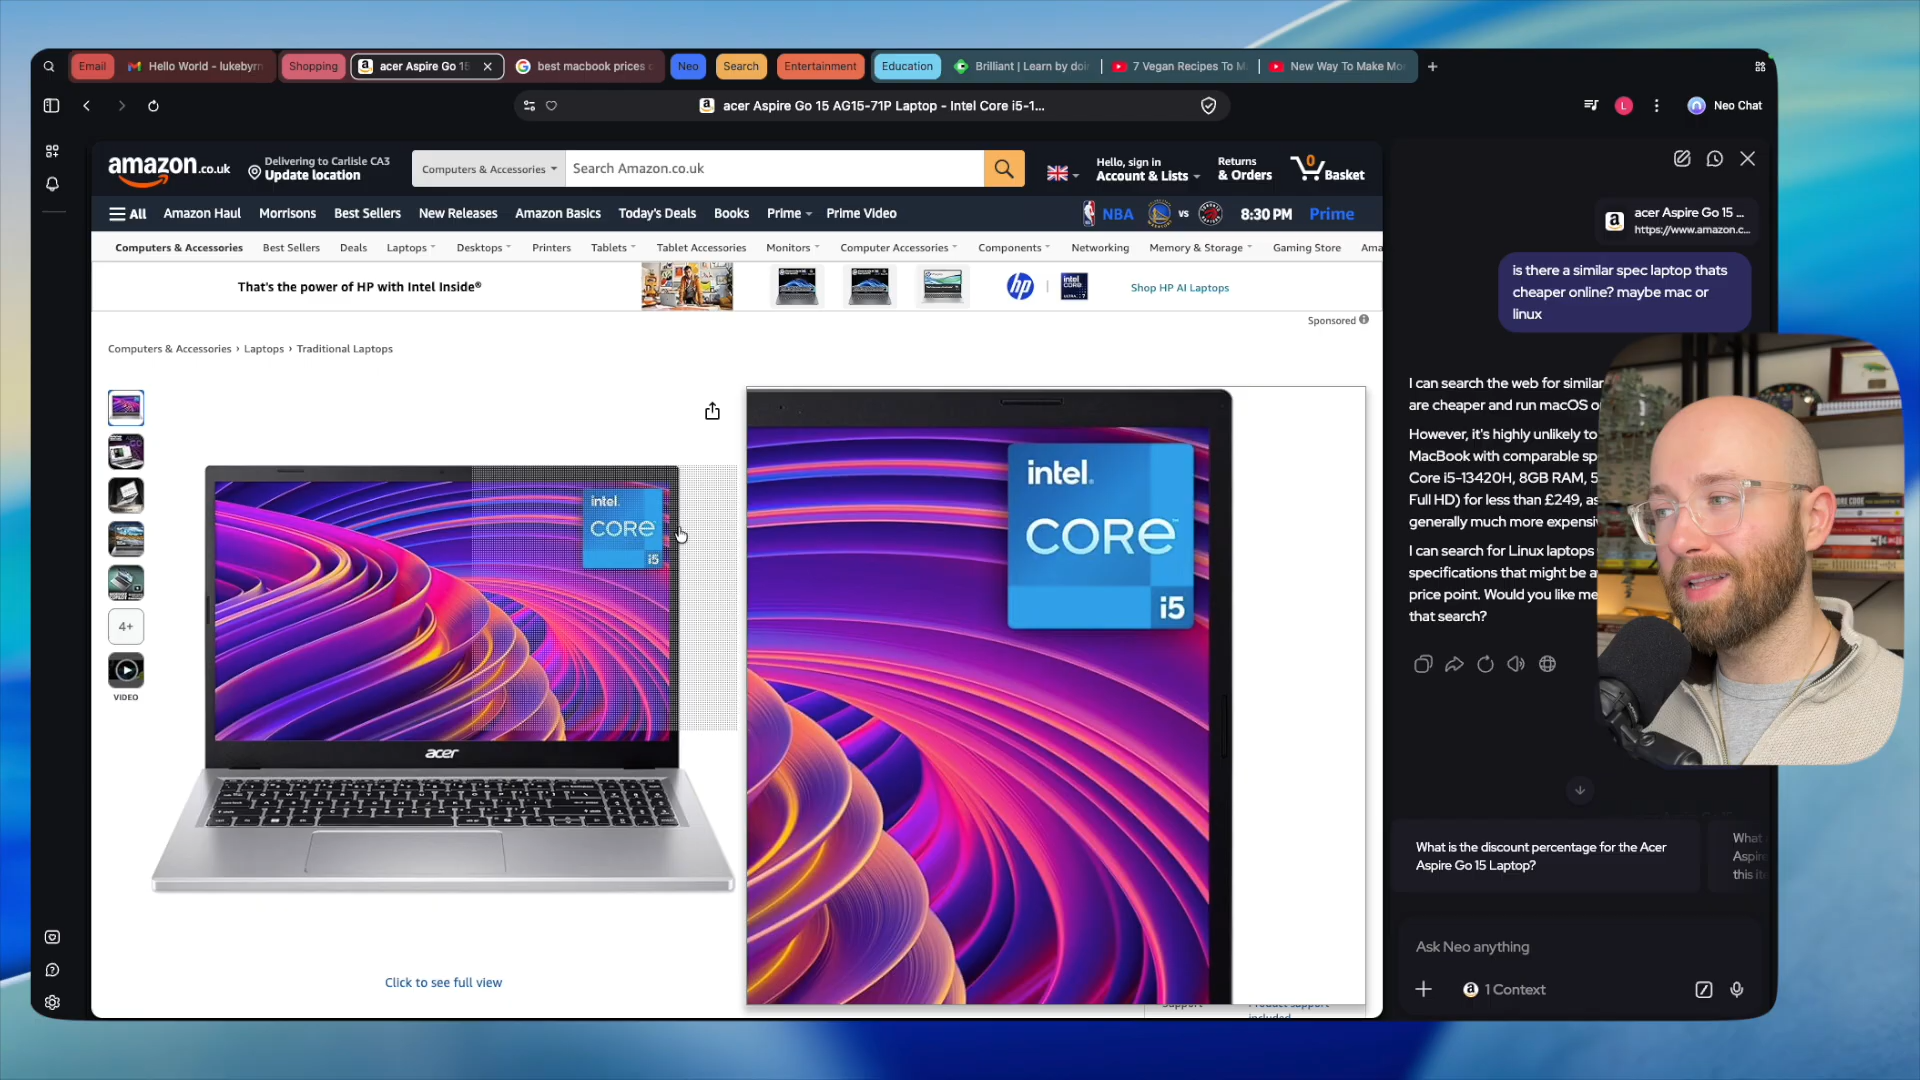 Email
Hello World - lukebyrn
Shopping
acer Aspire Go 15
best macbook prices
Neo
Search
Entertainment
Education
Brilliant | Learn by doi
7 Vegan Recipes To M
New Way To Make Mo
acer Aspire Go 15 AG15-71P Laptop - Intel Core i5-1...
L
Neo Chat
amazon.co.uk
Delivering to Carlisle CA3
Update location
Computers & Accessories
Search Amazon.co.uk
Hello, sign in
Account & Lists
Returns
& Orders
0
Basket
All
Amazon Haul
Morrisons
Best Sellers
New Releases
Amazon Basics
Today's Deals
Books
Prime
Prime Video
NBA
vs
8:30 PM
Prime
Computers & Accessories
Best Sellers
Deals
Laptops
Desktops
Printers
Tablets
Tablet Accessories
Monitors
Computer Accessories
Components
Networking
Memory & Storage
Gaming Store
Ama
That's the power of HP with Intel Inside®
hp
intel
CORE
ULTRA 7
Shop HP AI Laptops
Sponsored
Computers & Accessories › Laptops › Traditional Laptops
4+
VIDEO
intel.
CORE
i5
acer
Click to see full view
intel.
CORE™
i5
acer Aspire Go 15 ...
https://www.amazon.c...
is there a similar spec laptop thats
cheaper online? maybe mac or
linux
I can search the web for similar
are cheaper and run macOS o
However, it's highly unlikely to
MacBook with comparable sp
Core i5-13420H, 8GB RAM, 5
Full HD) for less than £249, as
generally much more expensiv
I can search for Linux laptops
specifications that might be a
price point. Would you like me
that search?
What is the discount percentage for the Acer
Aspire Go 15 Laptop?
What
Aspire
this it
Ask Neo anything
1 Context